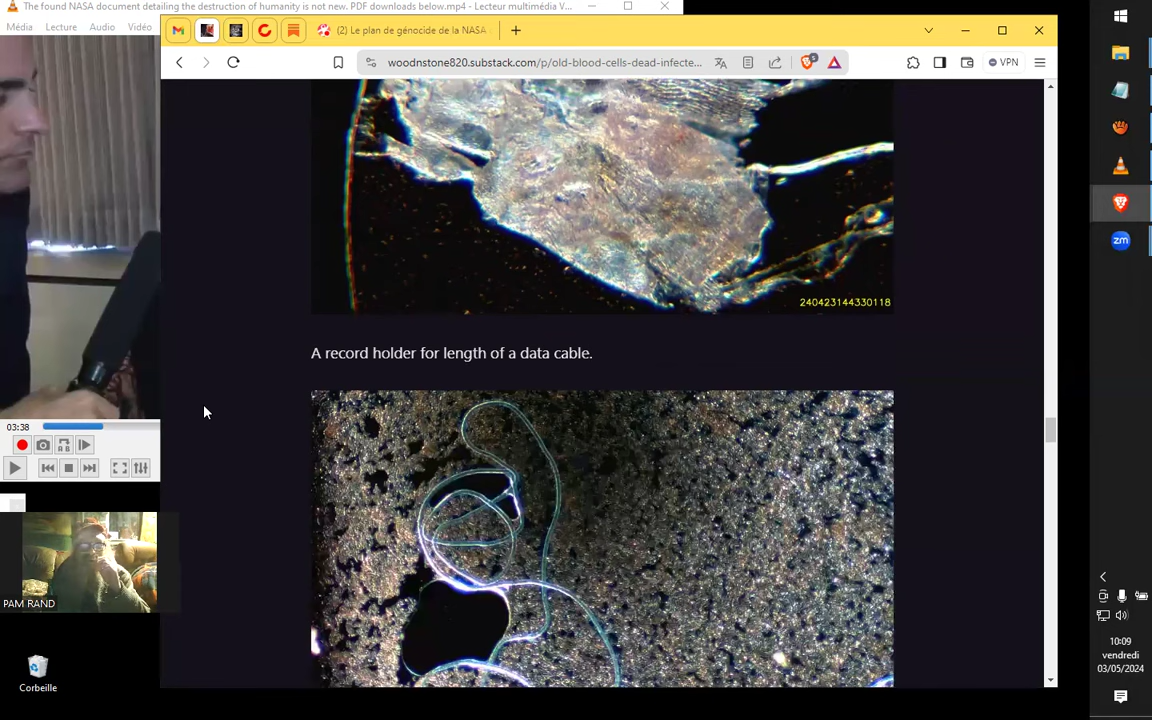 The found NASA document detailing the destruction of humanity is not new. PDF downloads below.mp4 - Lecteur multimédia V...
Média Lecture Audio Vidéo
(2) Le plan de génocide de la NASA
woodnstone820.substack.com/p/old-blood-cells-dead-infecte...
5
VPN
240423144330118
A record holder for length of a data cable.
03:38
PAM RAND
Corbeille
zm
10:09
vendredi
03/05/2024